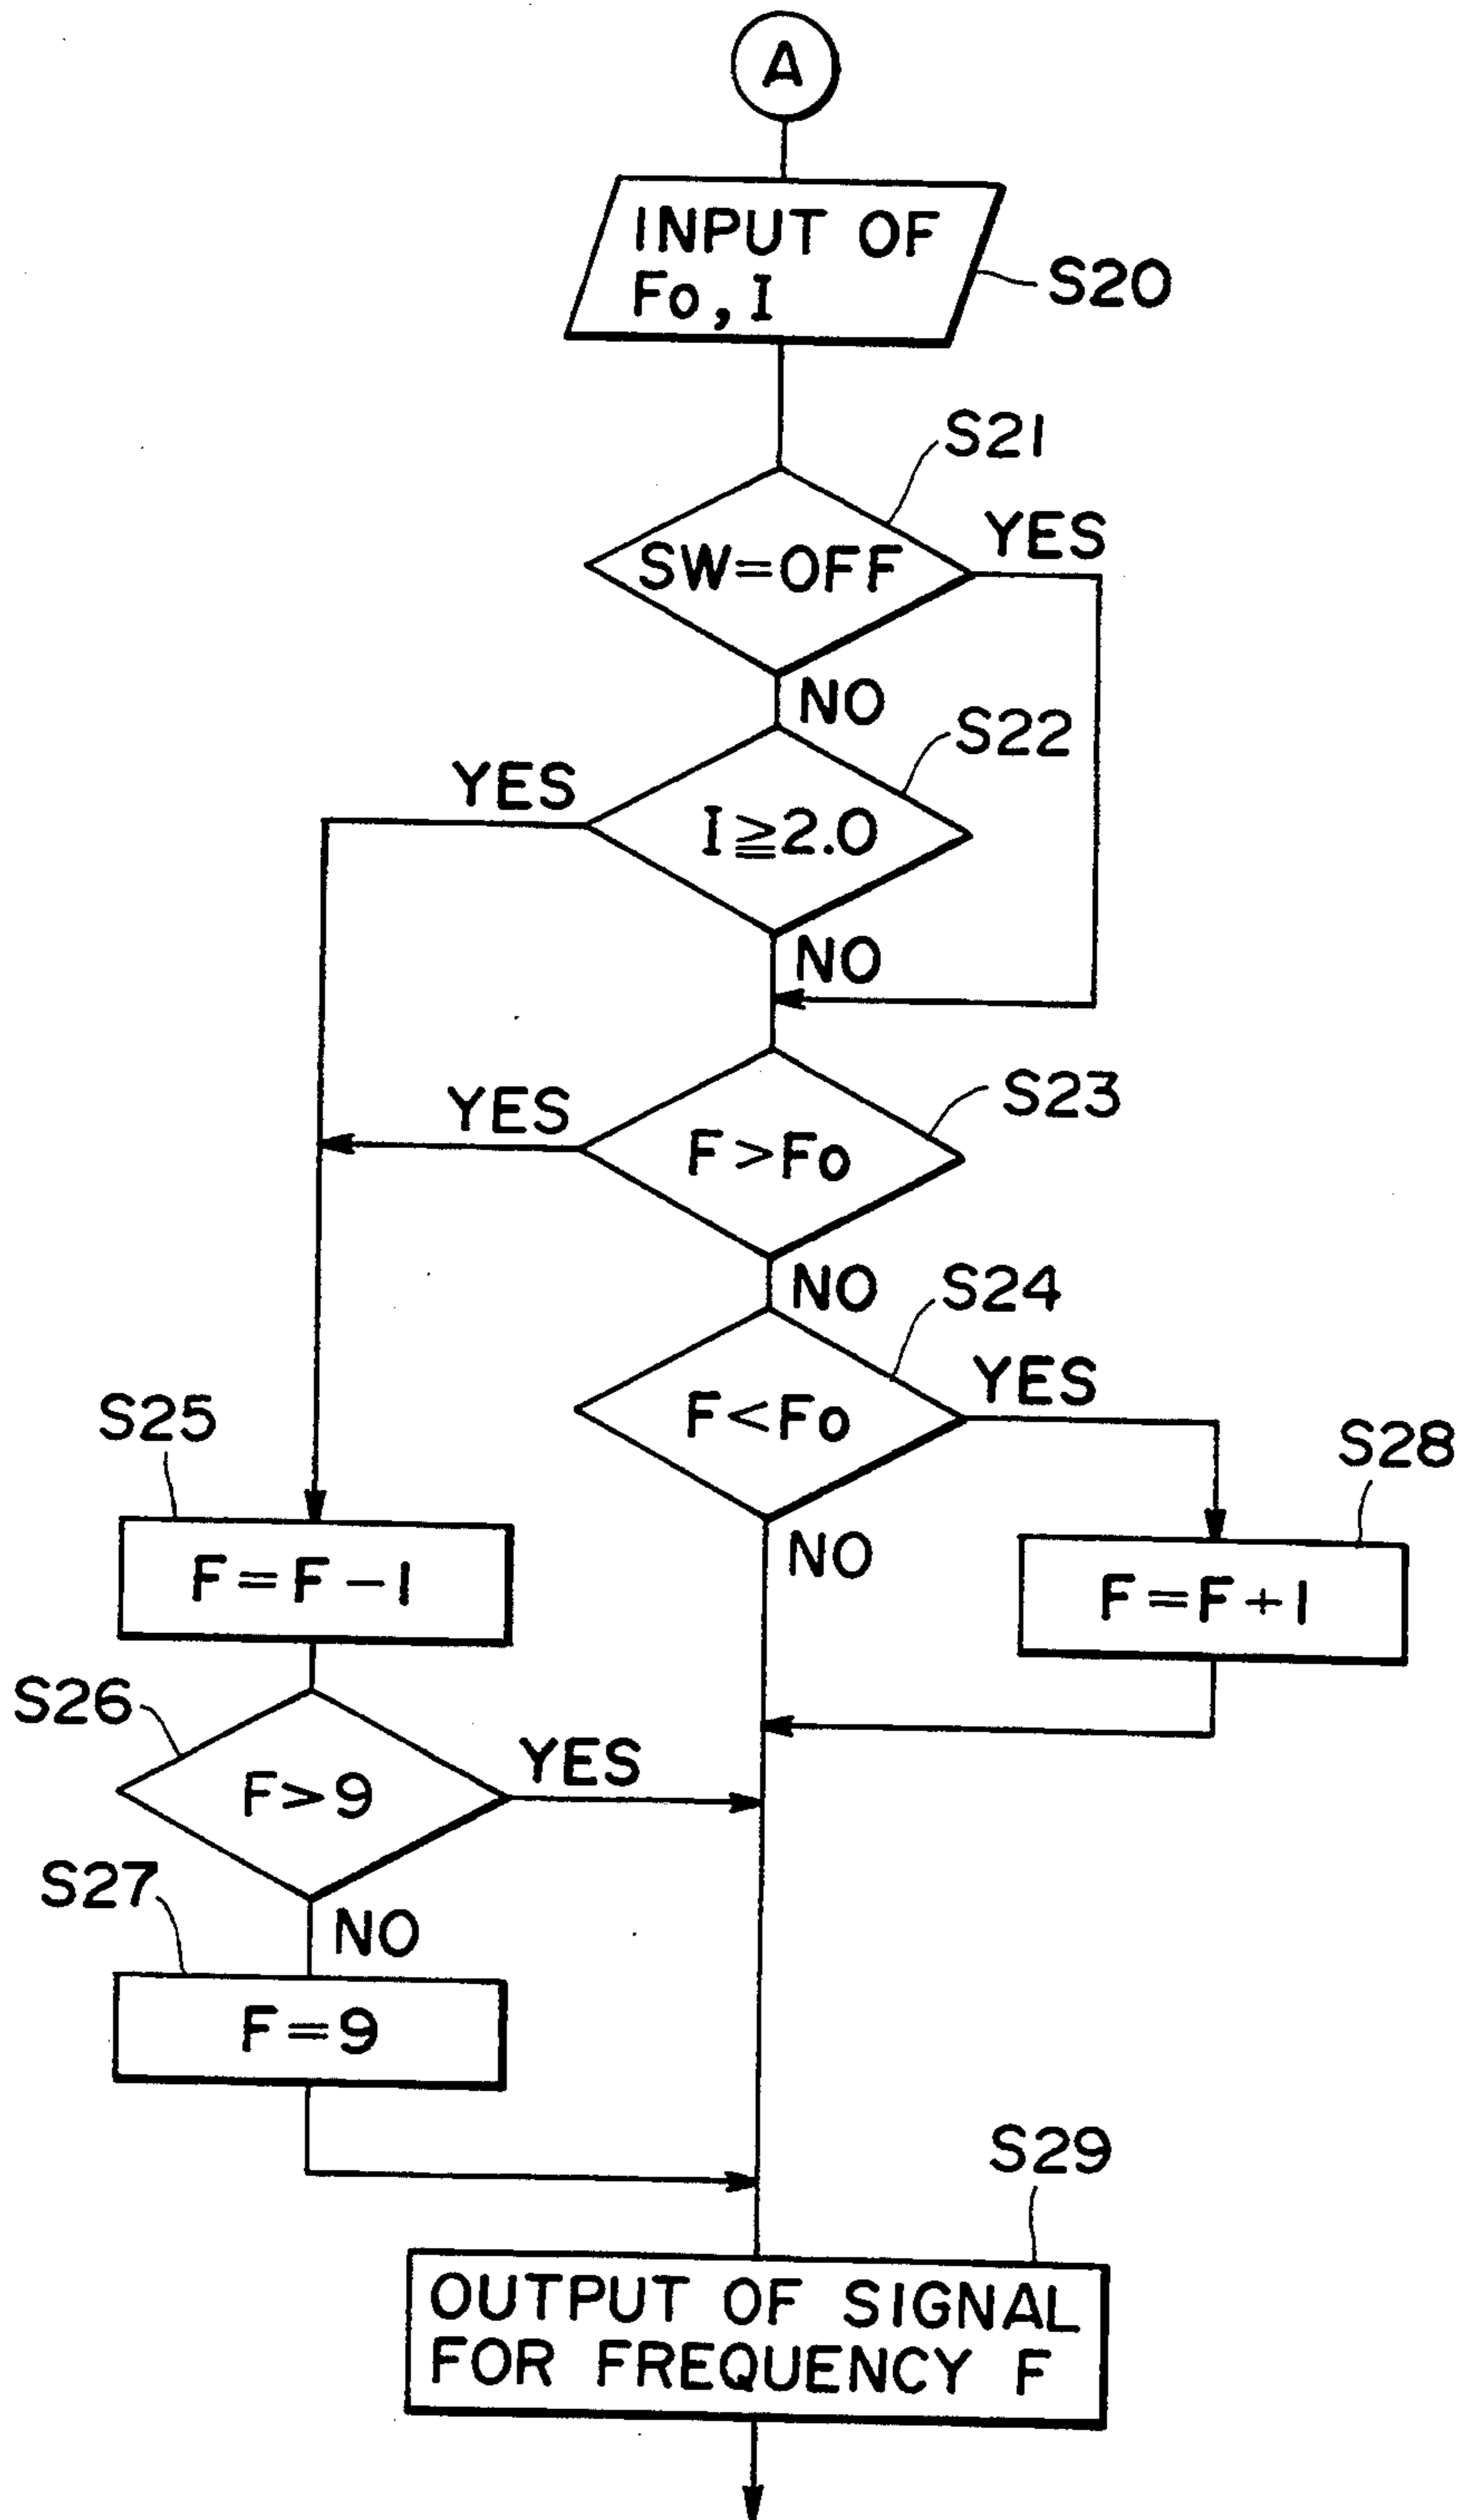 A
INPUT OF
Fo, I
S20
S21
SW=OFF
YES
NO
S22
YES
I≧2.0
NO
S23
YES
F>Fo
NO
S24
F<Fo
YES
S25
S28
F=F-1
NO
F=F+1
S26
F>9
YES
S27
NO
F=9
S29
OUTPUT OF SIGNAL
FOR FREQUENCY F